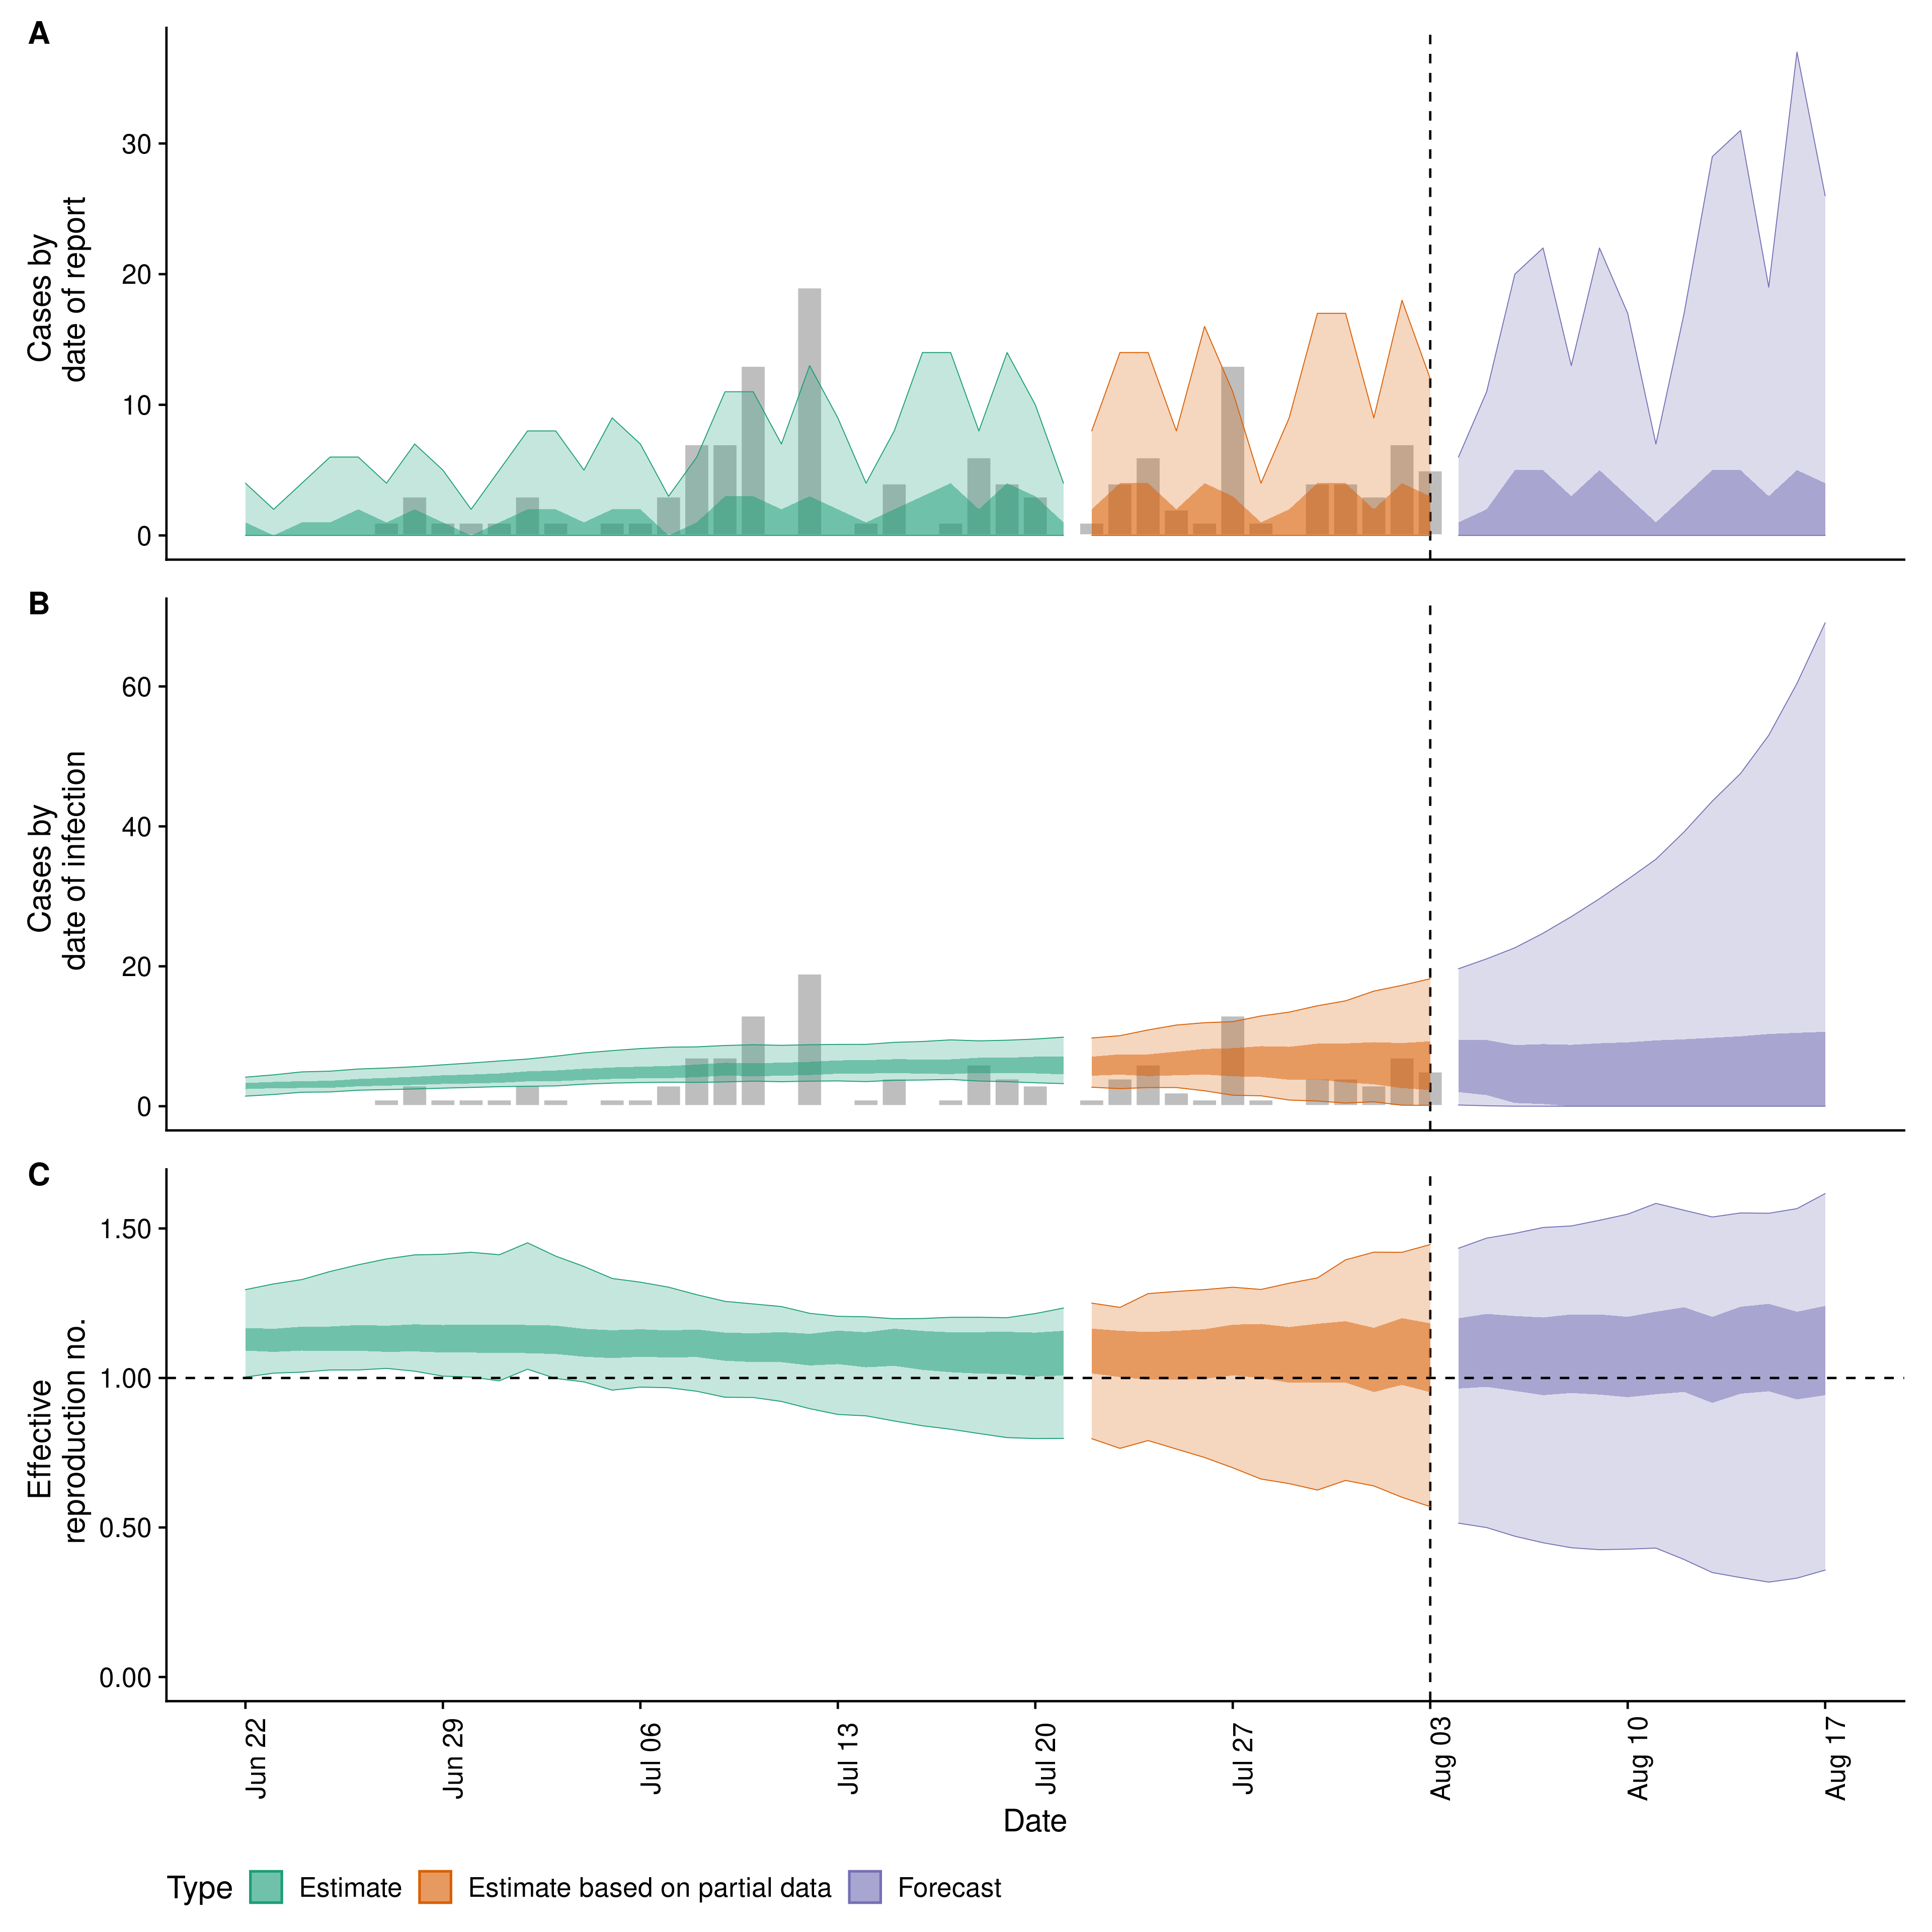 A
Cases by
date of report
30
20
10
0
B
Cases by
date of infection
60
40
20
0
C
Effective
reproduction no.
1.50
1.00
0.50
0.00
Jun 22
Jun 29
Jul 06
Jul 13
Jul 20
Jul 27
Aug 03
Aug 10
Aug 17
Date
Type Estimate Estimate based on partial data Forecast